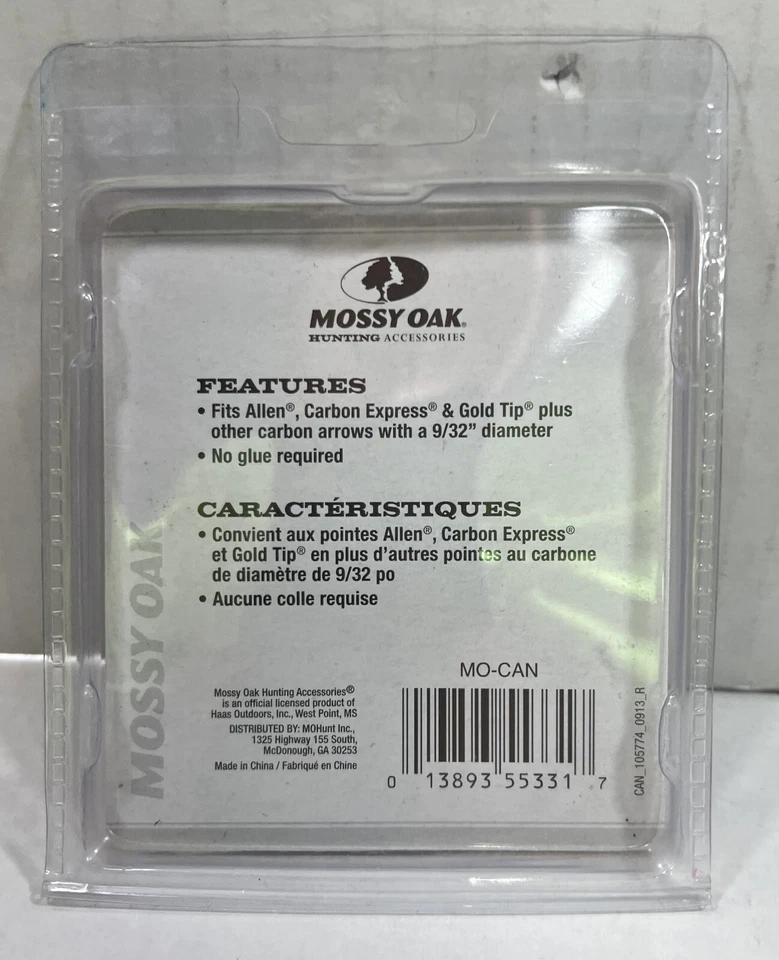 MOSSY OAK®
HUNTING ACCESSORIES
FEATURES
• Fits Allen®, Carbon Express® & Gold Tip® plus
other carbon arrows with a 9/32” diameter
• No glue required
CARACTÉRISTIQUES
• Convient aux pointes Allen®, Carbon Express®
et Gold Tip® en plus d’autres pointes au carbone
de diamètre de 9/32 po
• Aucune colle requise
MOSSY OAK
Mossy Oak Hunting Accessories®
is an official licensed product of
Haas Outdoors, Inc., West Point, MS
DISTRIBUTED BY: MOHunt Inc.,
1325 Highway 155 South,
McDonough, GA 30253
Made in China / Fabriqué en Chine
MO-CAN
0 13893 55331 7
CAN_105774_0913_R